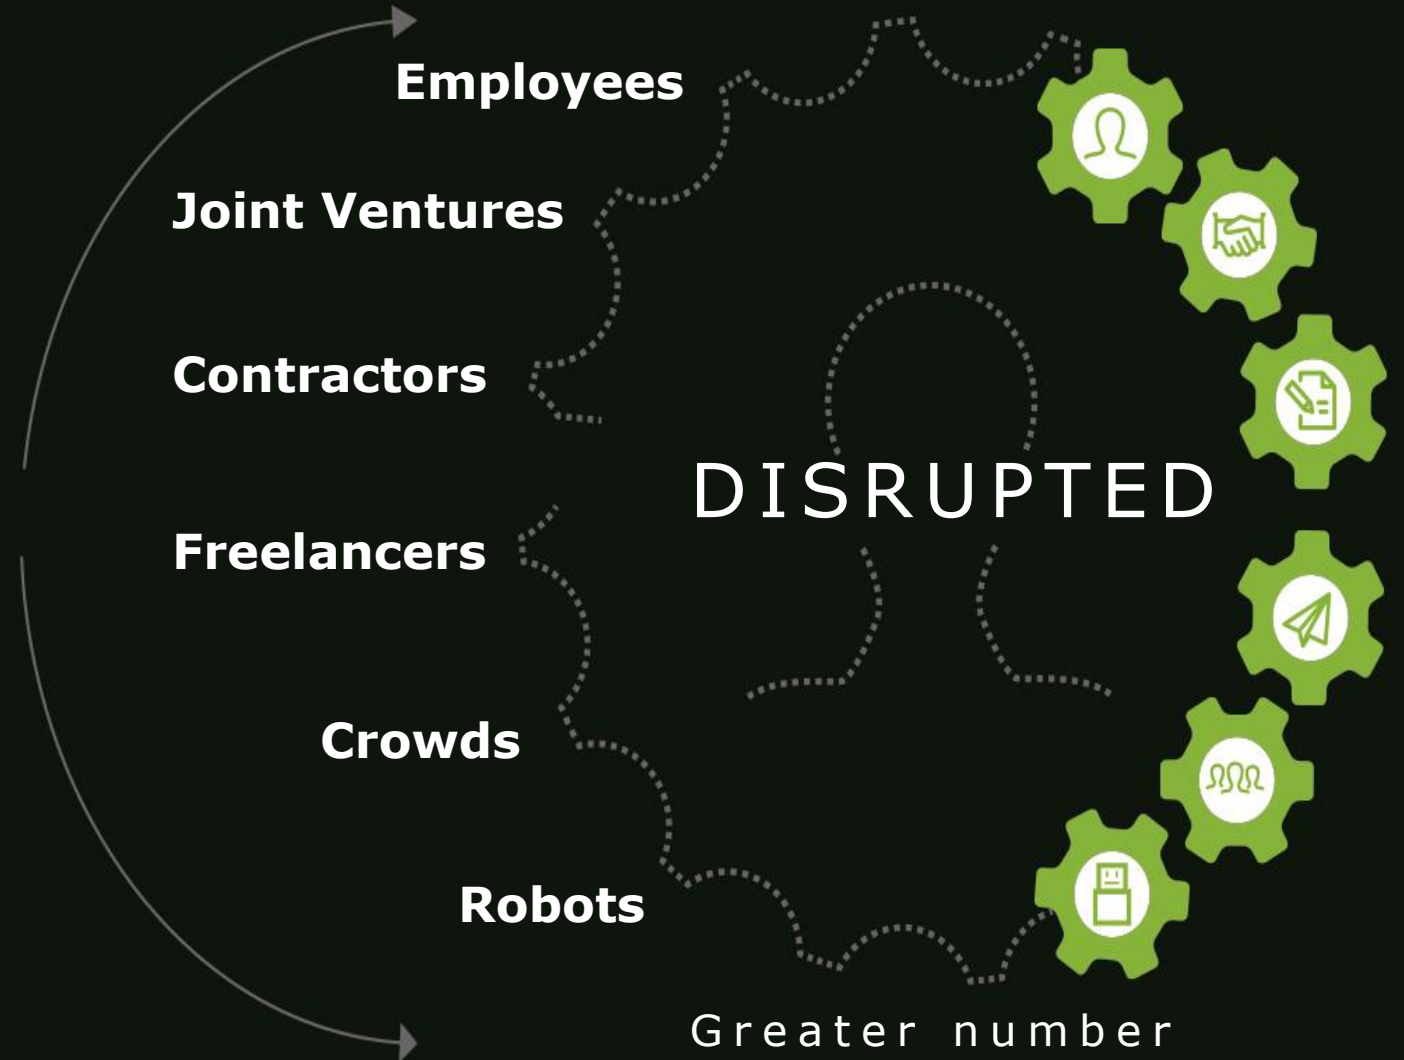 Employees
Joint Ventures
Contractors
DISRUPTED
Freelancers
Crowds
Robots
Greater number